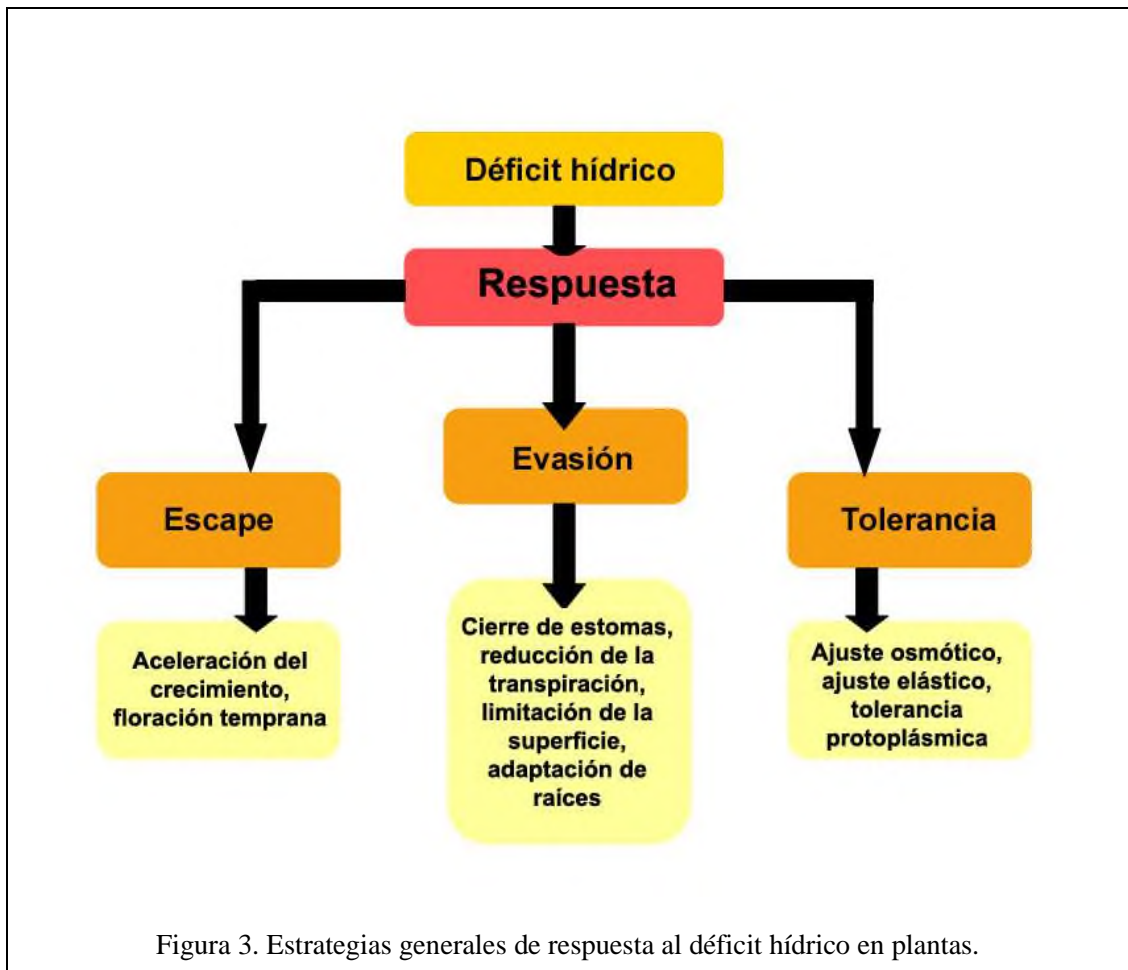 Déficit hídrico
Respuesta
Escape
Evasión
Tolerancia
Aceleración del
crecimiento,
floración temprana
Cierre de estomas,
reducción de la
transpiración,
limitación de la
superficie,
adaptación de
raíces
Ajuste osmótico,
ajuste elástico,
tolerancia
protoplásmica
Figura 3. Estrategias generales de respuesta al déficit hídrico en plantas.